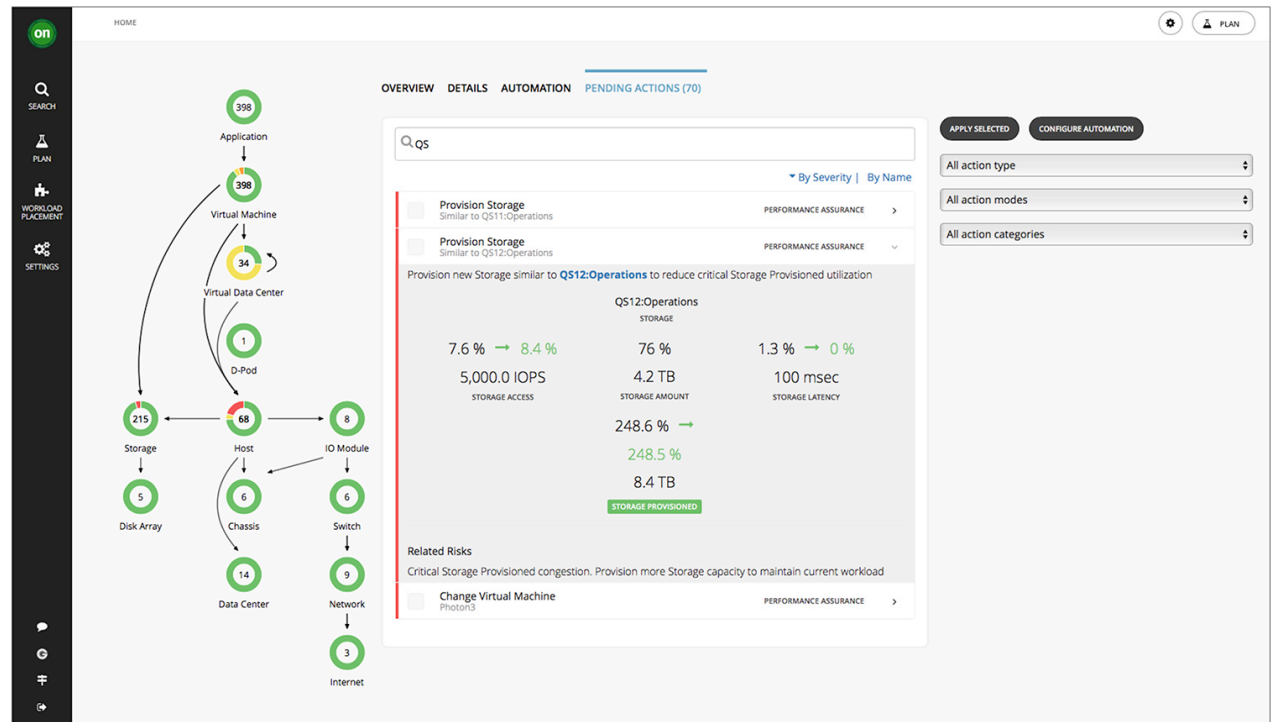 on
HOME
PLAN
SEARCH
PLAN
WORKLOAD
PLACEMENT
SETTINGS
398
Application
398
Virtual Machine
34
Virtual Data Center
1
D-Pod
215
68
8
Storage
Host
IO Module
5
6
6
Disk Array
Chassis
Switch
14
9
Data Center
Network
3
Internet
OVERVIEW DETAILS AUTOMATION PENDING ACTIONS (70)
QS
By Severity | By Name
Provision Storage
Similar to QS11:Operations
PERFORMANCE ASSURANCE
Provision Storage
Similar to QS12:Operations
PERFORMANCE ASSURANCE
Provision new Storage similar to QS12:Operations to reduce critical Storage Provisioned utilization
QS12:Operations
STORAGE
7.6 % → 8.4 %
5,000.0 IOPS
STORAGE ACCESS
76 %
4.2 TB
STORAGE AMOUNT
1.3 % → 0 %
100 msec
STORAGE LATENCY
248.6 % →
248.5 %
8.4 TB
STORAGE PROVISIONED
Related Risks
Critical Storage Provisioned congestion. Provision more Storage capacity to maintain current workload
Change Virtual Machine
Photon3
PERFORMANCE ASSURANCE
APPLY SELECTED
CONFIGURE AUTOMATION
All action type
All action modes
All action categories